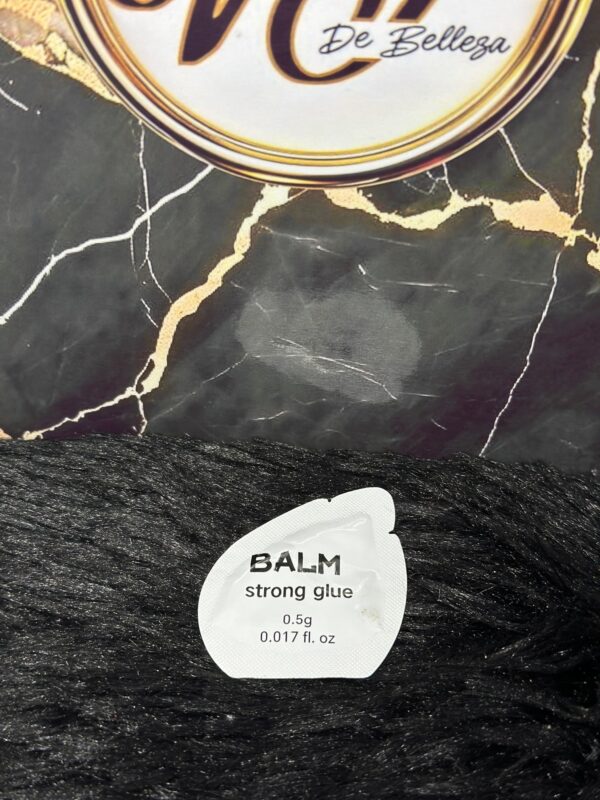 De Belleza
BALM
strong glue
0.5g
0.017 fl. oz